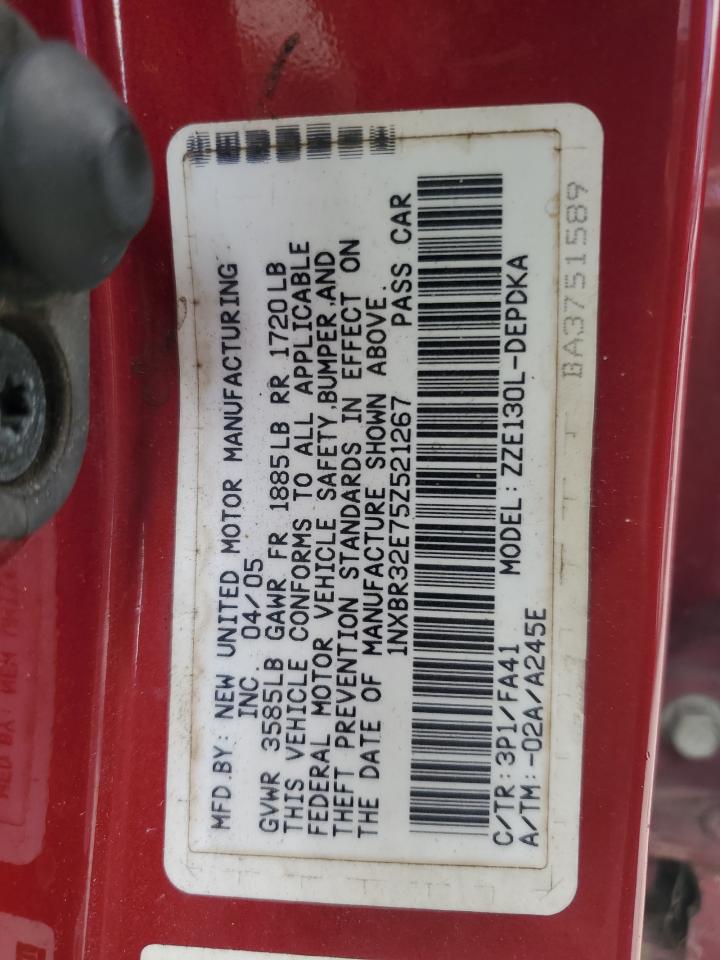 MFD.BY: NEW UNITED MOTOR MANUFACTURING
INC. 04/05
GVWR 3585LB GAWR FR 1885LB RR 1720LB
THIS VEHICLE CONFORMS TO ALL APPLICABLE
FEDERAL MOTOR VEHICLE SAFETY,BUMPER,AND
THEFT PREVENTION STANDARDS IN EFFECT ON
THE DATE OF MANUFACTURE SHOWN ABOVE.
1NXBR32E75Z521267 PASS CAR
C/TR:3P1/FA41 MODEL:ZZE130L-DEPDKA
A/TM:-02A/A245E
BA3751589